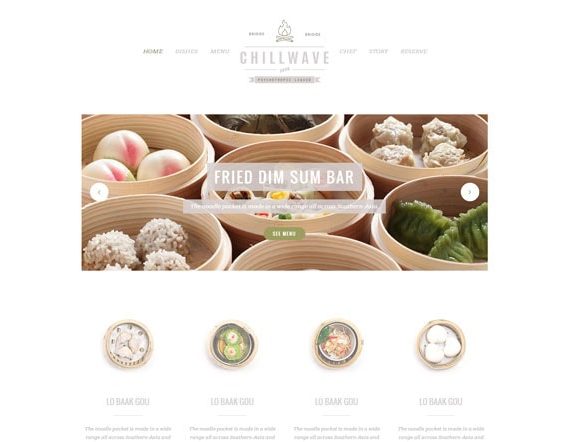 BRIDGE BRIDGE
HOME DISHES MENU CHEF STORY RESERVE
CHILLWAVE
PSYCHOTROPIC LOUNGE
FRIED DIM SUM BAR
The noodle pocket is made in a wide range all across Southern-Asia
SEE MENU
LO BAAK GOU LO BAAK GOU LO BAAK GOU LO BAAK GOU
The noodle pocket is made in a wide The noodle pocket is made in a wide The noodle pocket is made in a wide The noodle pocket is made in a wide
range all across Southern-Asia and range all across Southern-Asia and range all across Southern-Asia and range all across Southern-Asia and